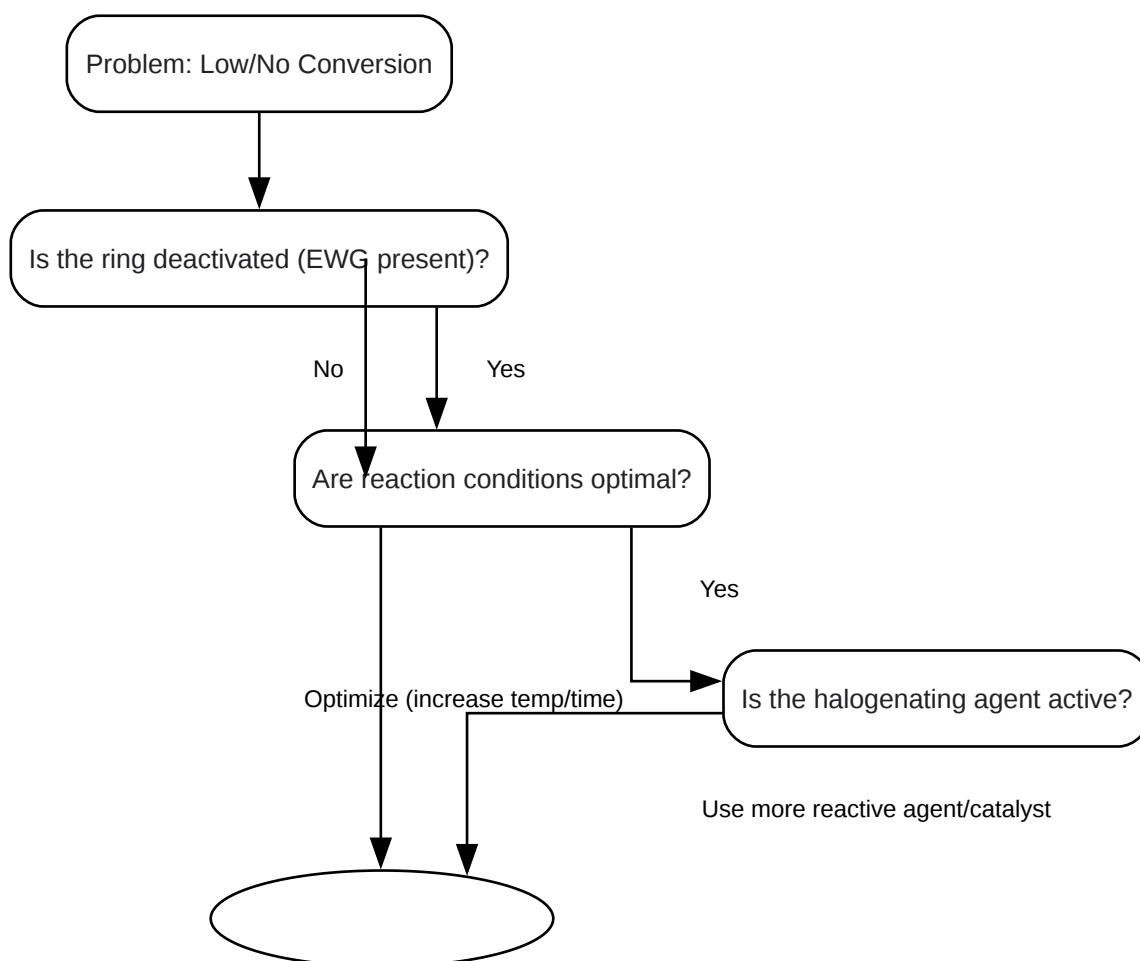 Problem: Low/No Conversion
Is the ring deactivated (EWG present)?
No
Yes
Are reaction conditions optimal?
Yes
Optimize (increase temp/time)
Is the halogenating agent active?
Use more reactive agent/catalyst